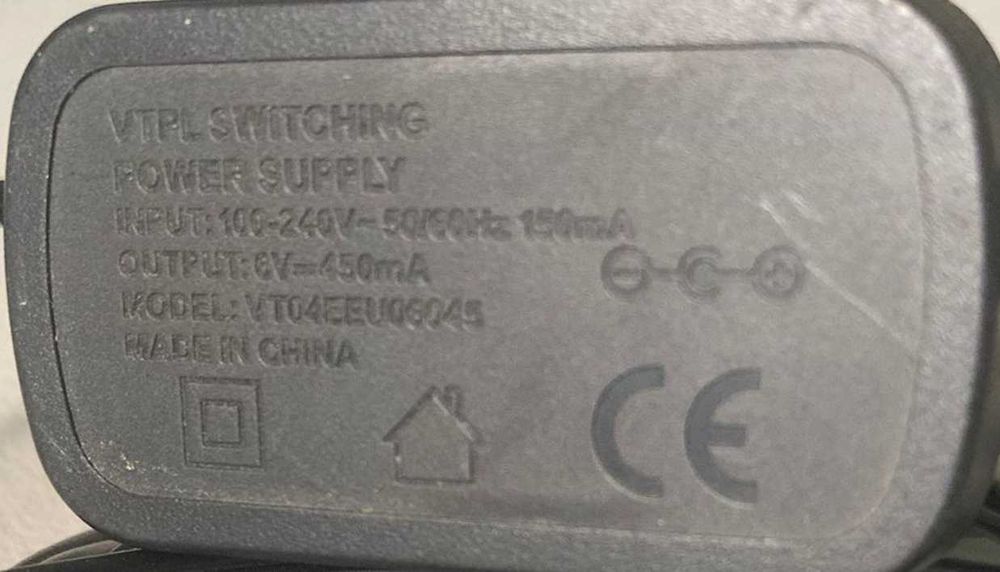 VTPL SWITCHING
POWER SUPPLY
INPUT: 100-240V~ 50/60Hz 150mA
OUTPUT: 6V⎓450mA
MODEL: VT04EEU06045
MADE IN CHINA
CE